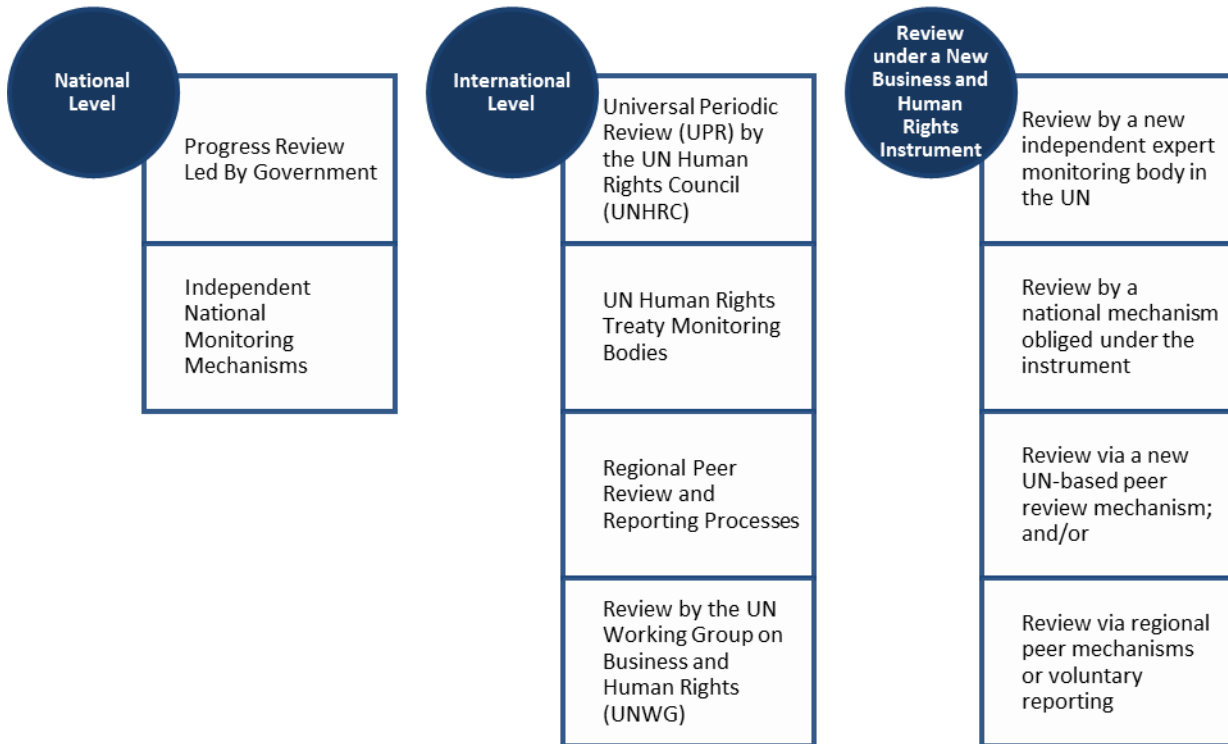 National
Level
Progress Review
Led By Government
Independent
National
Monitoring
Mechanisms
International
Level
Universal Periodic
Review (UPR) by
the UN Human
Rights Council
(UNHRC)
UN Human Rights
Treaty Monitoring
Bodies
Regional Peer
Review and
Reporting Processes
Review by the UN
Working Group on
Business and
Human Rights
(UNWG)
Review
under a New
Business and
Human
Rights
Instrument
Review by a new
independent expert
monitoring body in
the UN
Review by a
national mechanism
obliged under the
instrument
Review via a new
UN-based peer
review mechanism;
and/or
Review via regional
peer mechanisms
or voluntary
reporting